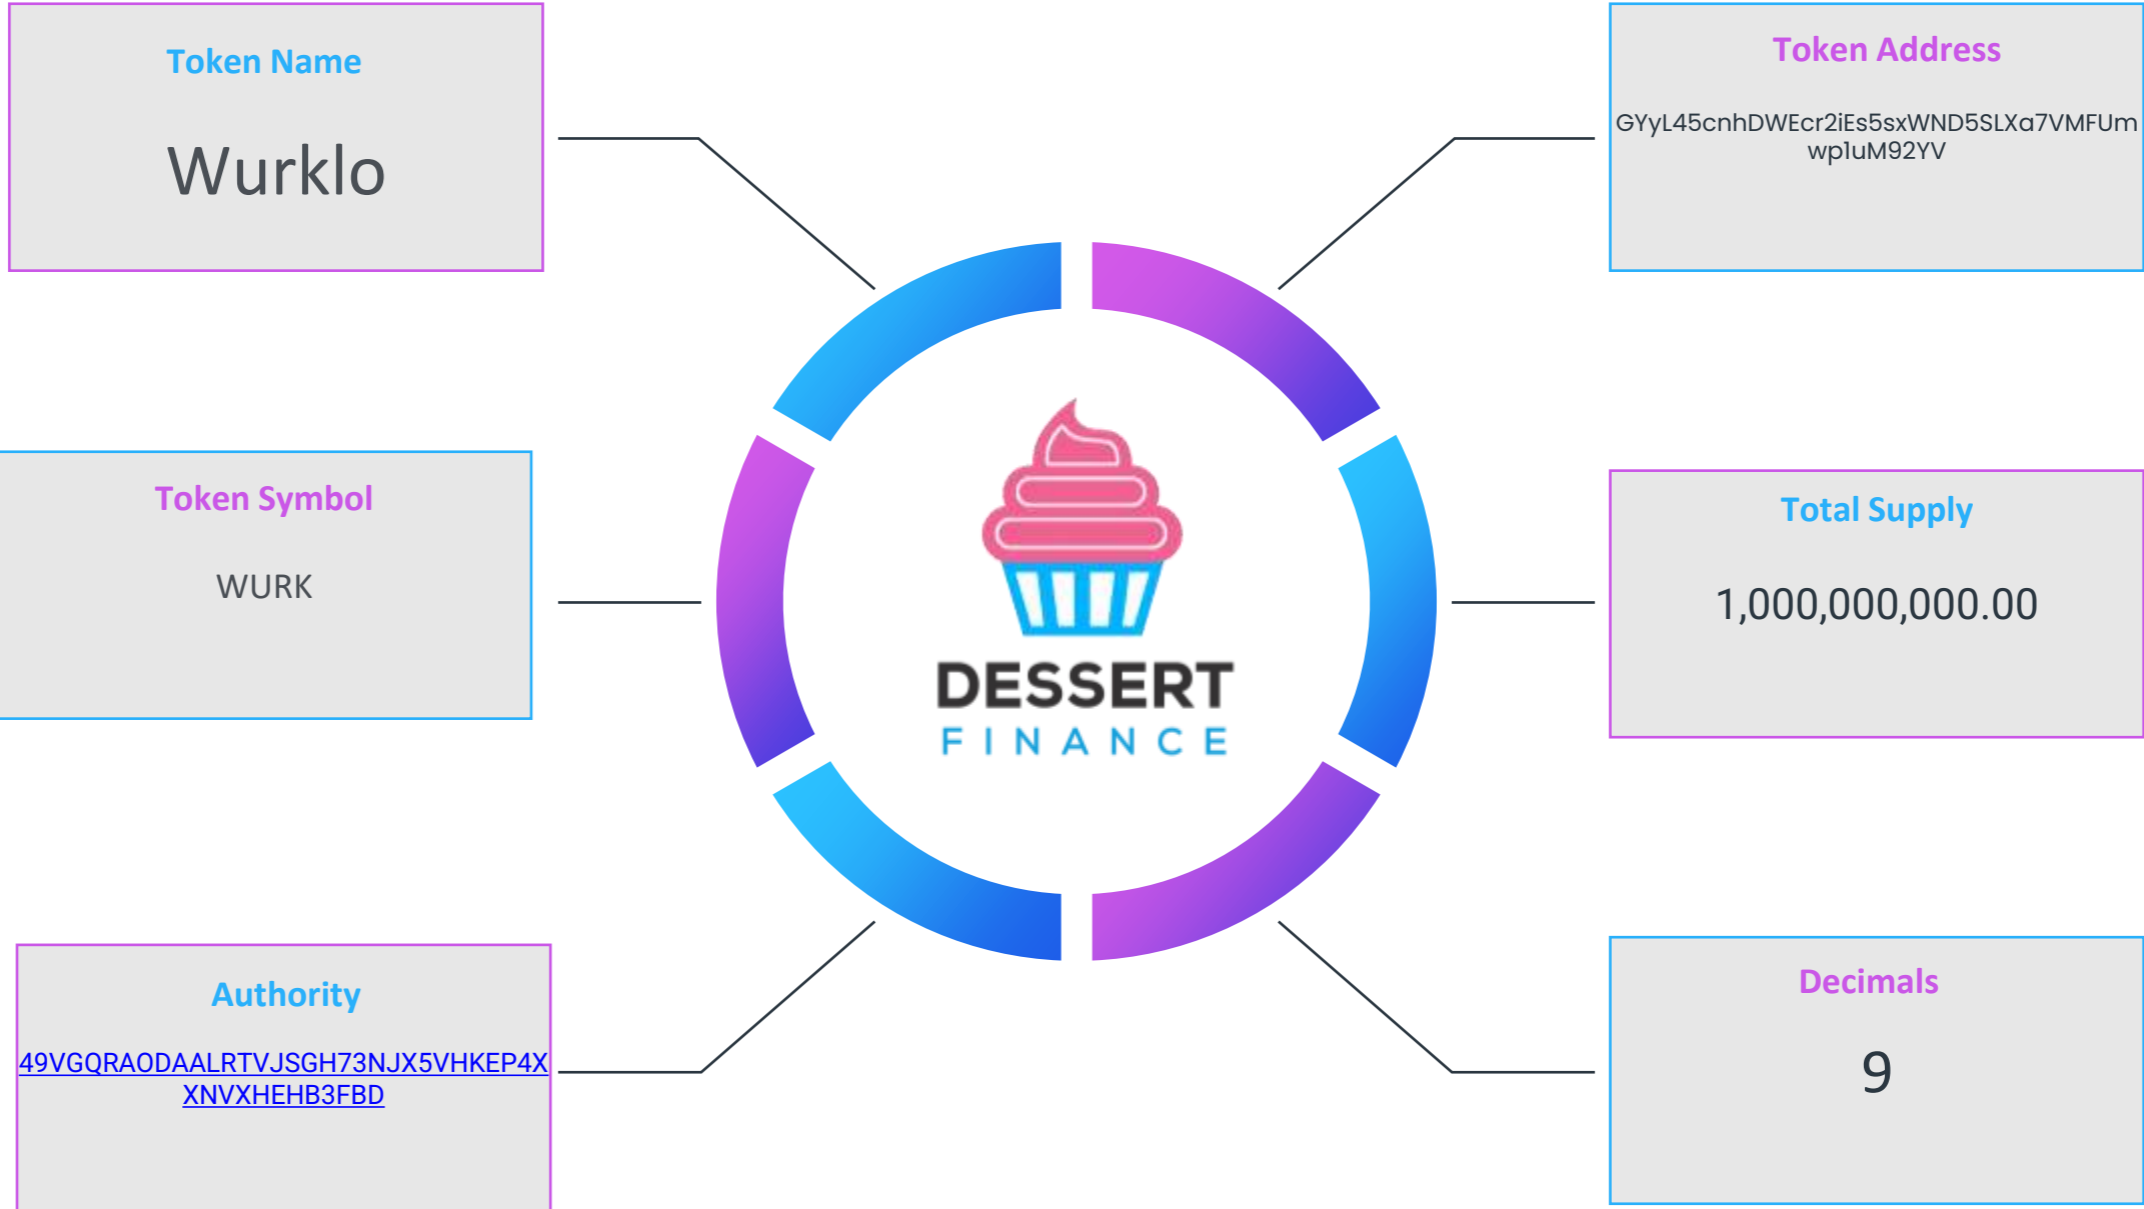 Token Name
Wurklo
Token Address
GYyL45cnhDWEcr2iEs5sxWND5SLXa7VMFUm
wp1uM92YV
Token Symbol
WURK
Total Supply
1,000,000,000.00
DESSERT
FINANCE
Authority
49VGQRAODAALRTVJSGH73NJX5VHKEP4X
XNVXHEHB3FBD
Decimals
9